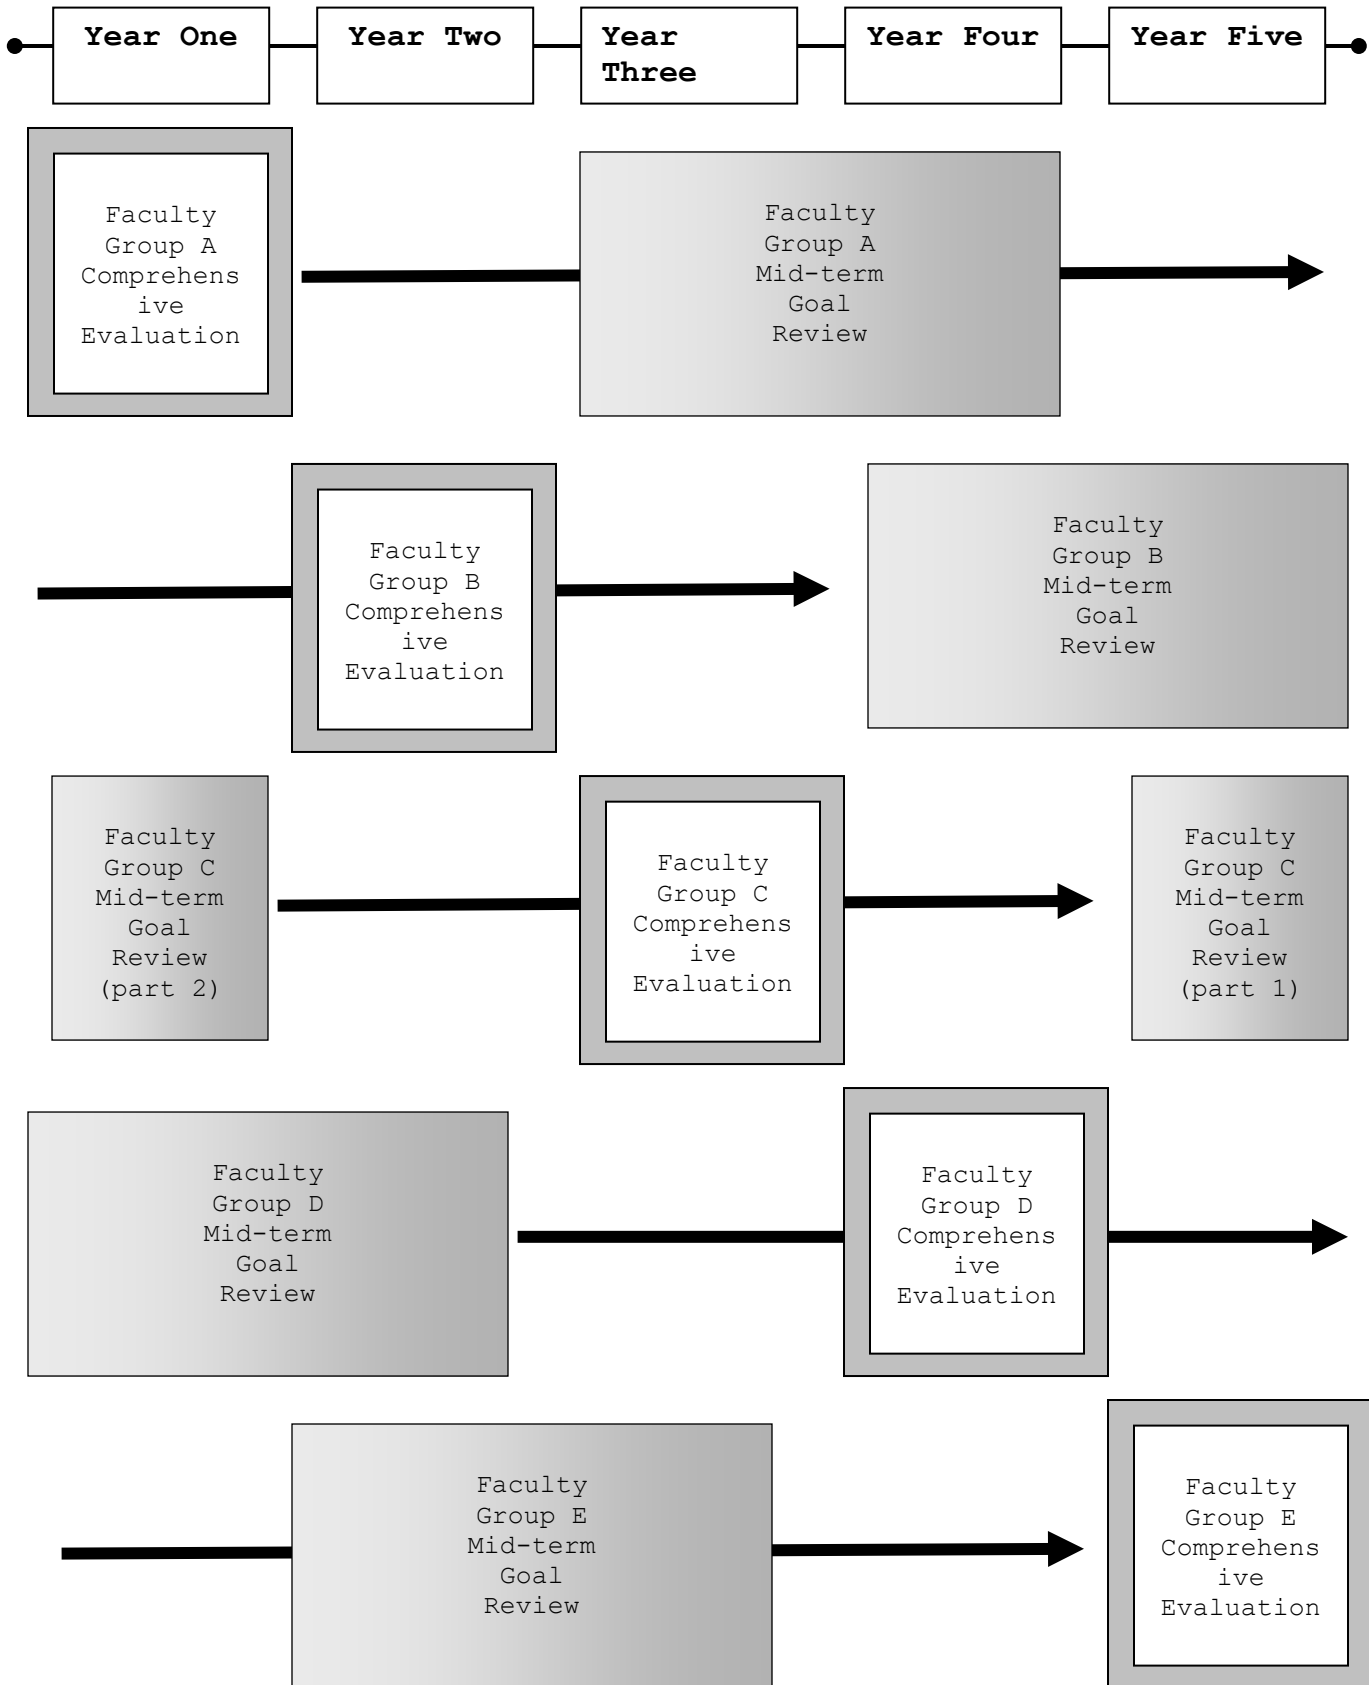 Year One
Year Two
Year
Three
Year Four
Year Five
Faculty
Group A
Comprehens
ive
Evaluation
Faculty
Group A
Mid-term
Goal
Review
Faculty
Group B
Comprehens
ive
Evaluation
Faculty
Group B
Mid-term
Goal
Review
Faculty
Group C
Mid-term
Goal
Review
(part 2)
Faculty
Group C
Comprehens
ive
Evaluation
Faculty
Group C
Mid-term
Goal
Review
(part 1)
Faculty
Group D
Mid-term
Goal
Review
Faculty
Group D
Comprehens
ive
Evaluation
Faculty
Group E
Mid-term
Goal
Review
Faculty
Group E
Comprehens
ive
Evaluation